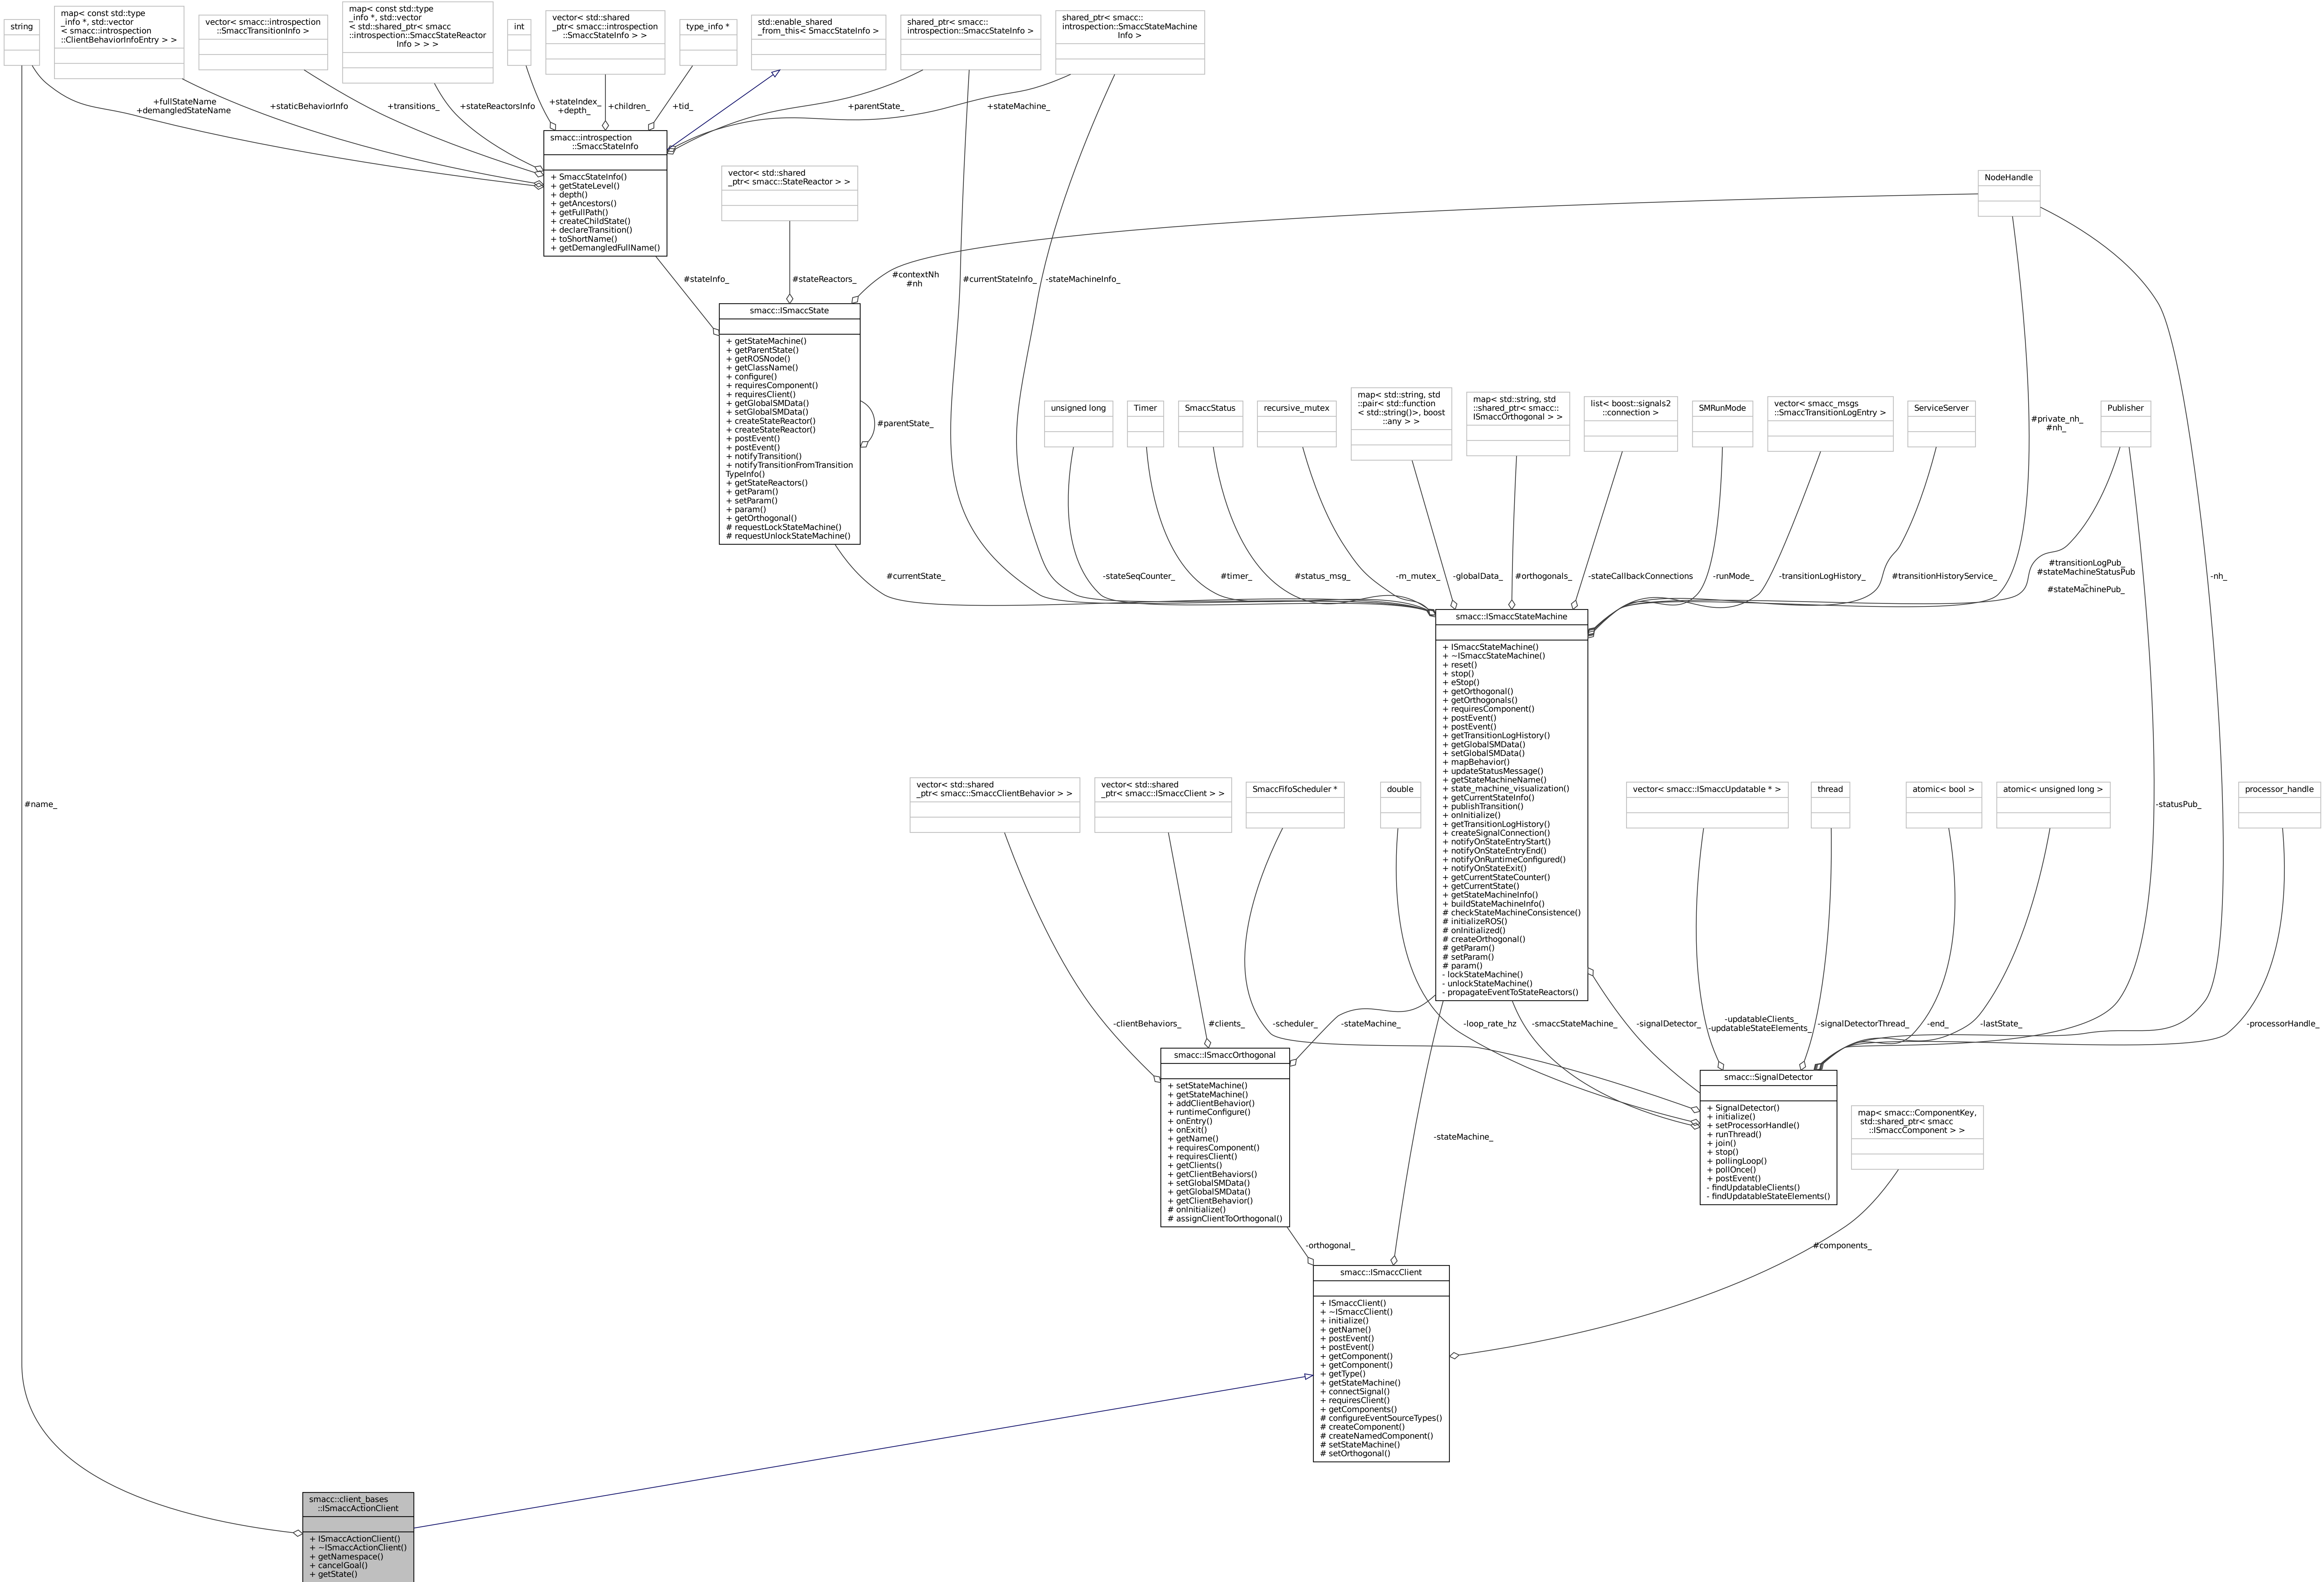 string
map< const std::type
_info *, std::vector
< smacc::introspection
::ClientBehaviorInfoEntry > >
vector< smacc::introspection
::SmaccTransitionInfo >
map< const std::type
_info *, std::vector
< std::shared_ptr< smacc
::introspection::SmaccStateReactor
Info > > >
int
vector< std::shared
_ptr< smacc::introspection
::SmaccStateInfo > >
type_info *
std::enable_shared
_from_this< SmaccStateInfo >
shared_ptr< smacc::
introspection::SmaccStateInfo >
shared_ptr< smacc::
introspection::SmaccStateMachine
Info >
+fullStateName
+demangledStateName
+staticBehaviorInfo
+transitions_
+stateReactorsInfo
+stateIndex_
+depth_
+children_
+tid_
+parentState_
+stateMachine_
smacc::introspection
::SmaccStateInfo
+ SmaccStateInfo()
+ getStateLevel()
+ depth()
+ getAncestors()
+ getFullPath()
+ createChildState()
+ declareTransition()
+ toShortName()
+ getDemangledFullName()
vector< std::shared
_ptr< smacc::StateReactor > >
NodeHandle
#stateInfo_
#stateReactors_
#contextNh
#nh
#currentStateInfo_
-stateMachineInfo_
smacc::ISmaccState
+ getStateMachine()
+ getParentState()
+ getROSNode()
+ getClassName()
+ configure()
+ requiresComponent()
+ requiresClient()
+ getGlobalSMData()
+ setGlobalSMData()
+ createStateReactor()
+ createStateReactor()
+ postEvent()
+ postEvent()
+ notifyTransition()
+ notifyTransitionFromTransition
TypeInfo()
+ getStateReactors()
+ getParam()
+ setParam()
+ param()
+ getOrthogonal()
# requestLockStateMachine()
# requestUnlockStateMachine()
#parentState_
unsigned long
Timer
SmaccStatus
recursive_mutex
map< std::string, std
::pair< std::function
< std::string()>, boost
::any > >
map< std::string, std
::shared_ptr< smacc::
ISmaccOrthogonal > >
list< boost::signals2
::connection >
SMRunMode
vector< smacc_msgs
::SmaccTransitionLogEntry >
ServiceServer
#private_nh_
#nh_
Publisher
#currentState_
-stateSeqCounter_
#timer_
#status_msg_
-m_mutex_
-globalData_
#orthogonals_
-stateCallbackConnections
-runMode_
-transitionLogHistory_
#transitionHistoryService_
#transitionLogPub_
#stateMachineStatusPub
_
#stateMachinePub_
-nh_
smacc::ISmaccStateMachine
+ ISmaccStateMachine()
+ ~ISmaccStateMachine()
+ reset()
+ stop()
+ eStop()
+ getOrthogonal()
+ getOrthogonals()
+ requiresComponent()
+ postEvent()
+ postEvent()
+ getTransitionLogHistory()
+ getGlobalSMData()
+ setGlobalSMData()
+ mapBehavior()
+ updateStatusMessage()
+ getStateMachineName()
+ state_machine_visualization()
+ getCurrentStateInfo()
+ publishTransition()
+ onInitialize()
+ getTransitionLogHistory()
+ createSignalConnection()
+ notifyOnStateEntryStart()
+ notifyOnStateEntryEnd()
+ notifyOnRuntimeConfigured()
+ notifyOnStateExit()
+ getCurrentStateCounter()
+ getCurrentState()
+ getStateMachineInfo()
+ buildStateMachineInfo()
# checkStateMachineConsistence()
# initializeROS()
# onInitialized()
# createOrthogonal()
# getParam()
# setParam()
# param()
- lockStateMachine()
- unlockStateMachine()
- propagateEventToStateReactors()
#name_
vector< std::shared
_ptr< smacc::SmaccClientBehavior > >
vector< std::shared
_ptr< smacc::ISmaccClient > >
SmaccFifoScheduler *
double
vector< smacc::ISmaccUpdatable * >
thread
atomic< bool >
atomic< unsigned long >
-statusPub_
processor_handle
-clientBehaviors_
#clients_
-scheduler_
-stateMachine_
-loop_rate_hz
-smaccStateMachine_
-signalDetector_
-updatableClients_
-updatableStateElements_
-signalDetectorThread_
-end_
-lastState_
-processorHandle_
smacc::ISmaccOrthogonal
+ setStateMachine()
+ getStateMachine()
+ addClientBehavior()
+ runtimeConfigure()
+ onEntry()
+ onExit()
+ getName()
+ requiresComponent()
+ requiresClient()
+ getClients()
+ getClientBehaviors()
+ setGlobalSMData()
+ getGlobalSMData()
+ getClientBehavior()
# onInitialize()
# assignClientToOrthogonal()
smacc::SignalDetector
+ SignalDetector()
+ initialize()
+ setProcessorHandle()
+ runThread()
+ join()
+ stop()
+ pollingLoop()
+ pollOnce()
+ postEvent()
- findUpdatableClients()
- findUpdatableStateElements()
map< smacc::ComponentKey,
std::shared_ptr< smacc
::ISmaccComponent > >
-stateMachine_
-orthogonal_
#components_
smacc::ISmaccClient
+ ISmaccClient()
+ ~ISmaccClient()
+ initialize()
+ getName()
+ postEvent()
+ postEvent()
+ getComponent()
+ getComponent()
+ getType()
+ getStateMachine()
+ connectSignal()
+ requiresClient()
+ getComponents()
# configureEventSourceTypes()
# createComponent()
# createNamedComponent()
# setStateMachine()
# setOrthogonal()
smacc::client_bases
::ISmaccActionClient
+ ISmaccActionClient()
+ ~ISmaccActionClient()
+ getNamespace()
+ cancelGoal()
+ getState()